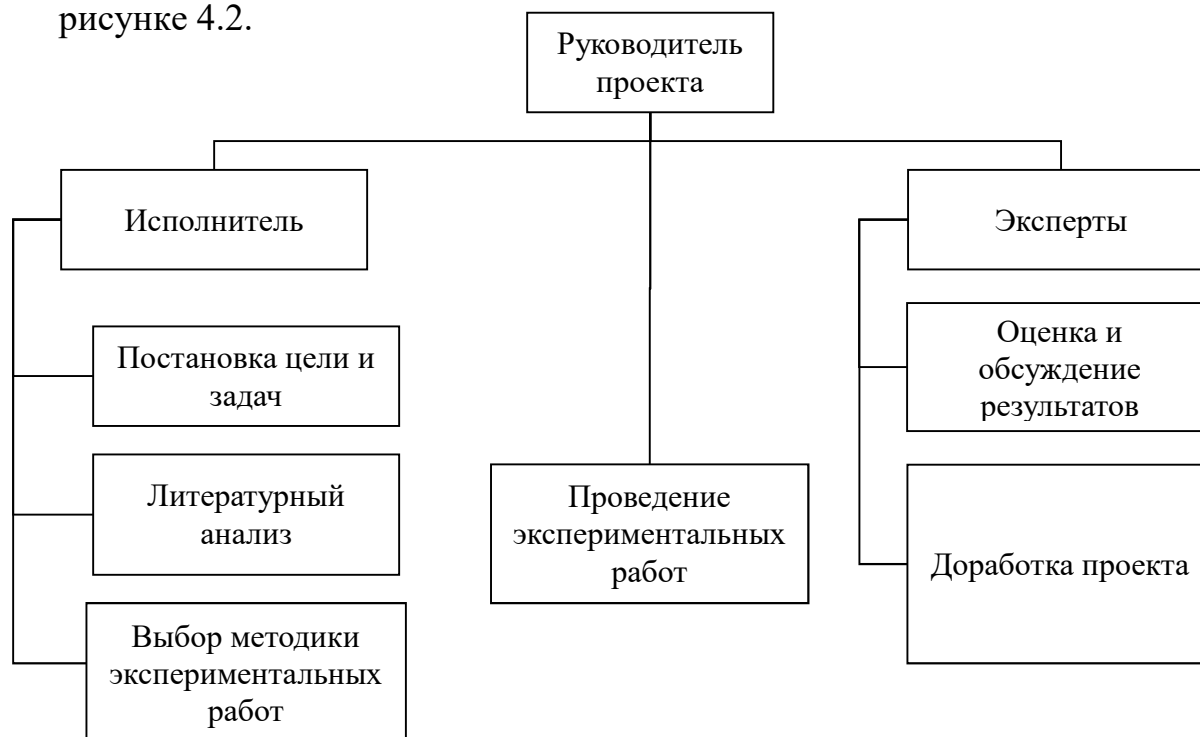 рисунке 4.2.
Руководитель
проекта
Исполнитель
Эксперты
Постановка цели и
задач
Оценка и
обсуждение
результатов
Литературный
анализ
Проведение
экспериментальных
работ
Доработка проекта
Выбор методики
экспериментальных
работ